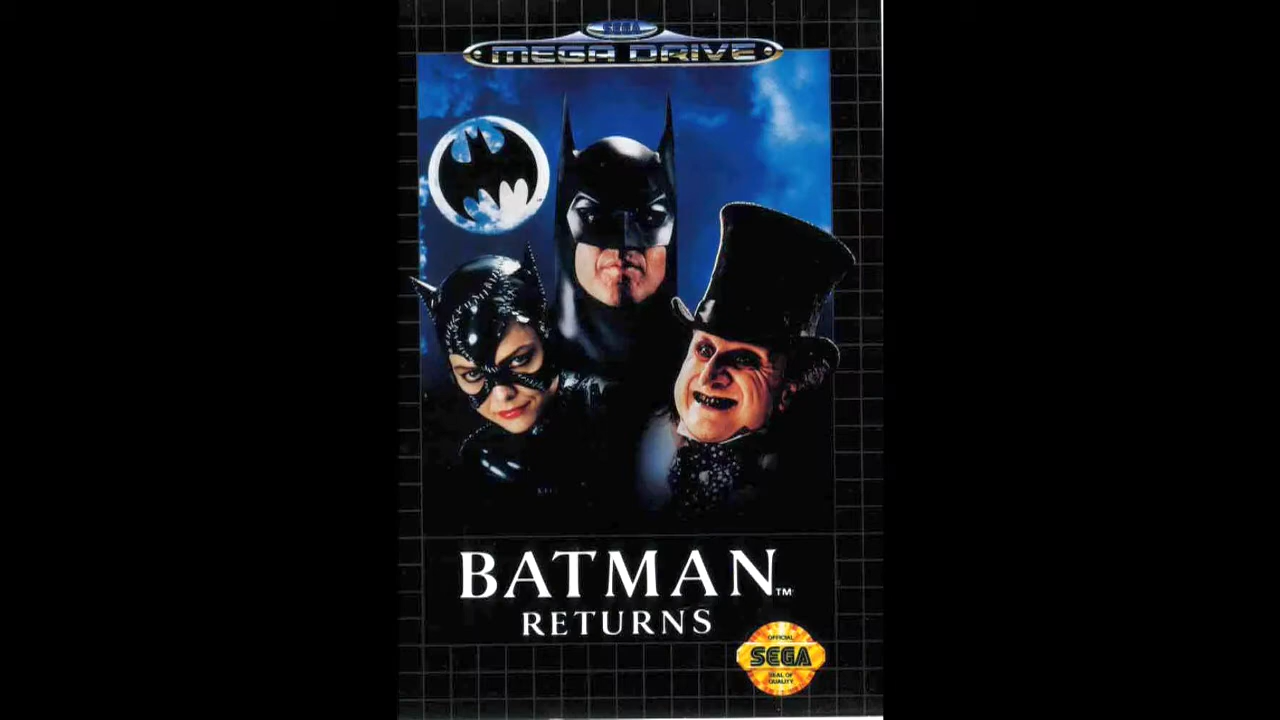 SEGA
MEGA DRIVE
BATMAN™
RETURNS
OFFICIAL
SEGA
SEAL OF
QUALITY